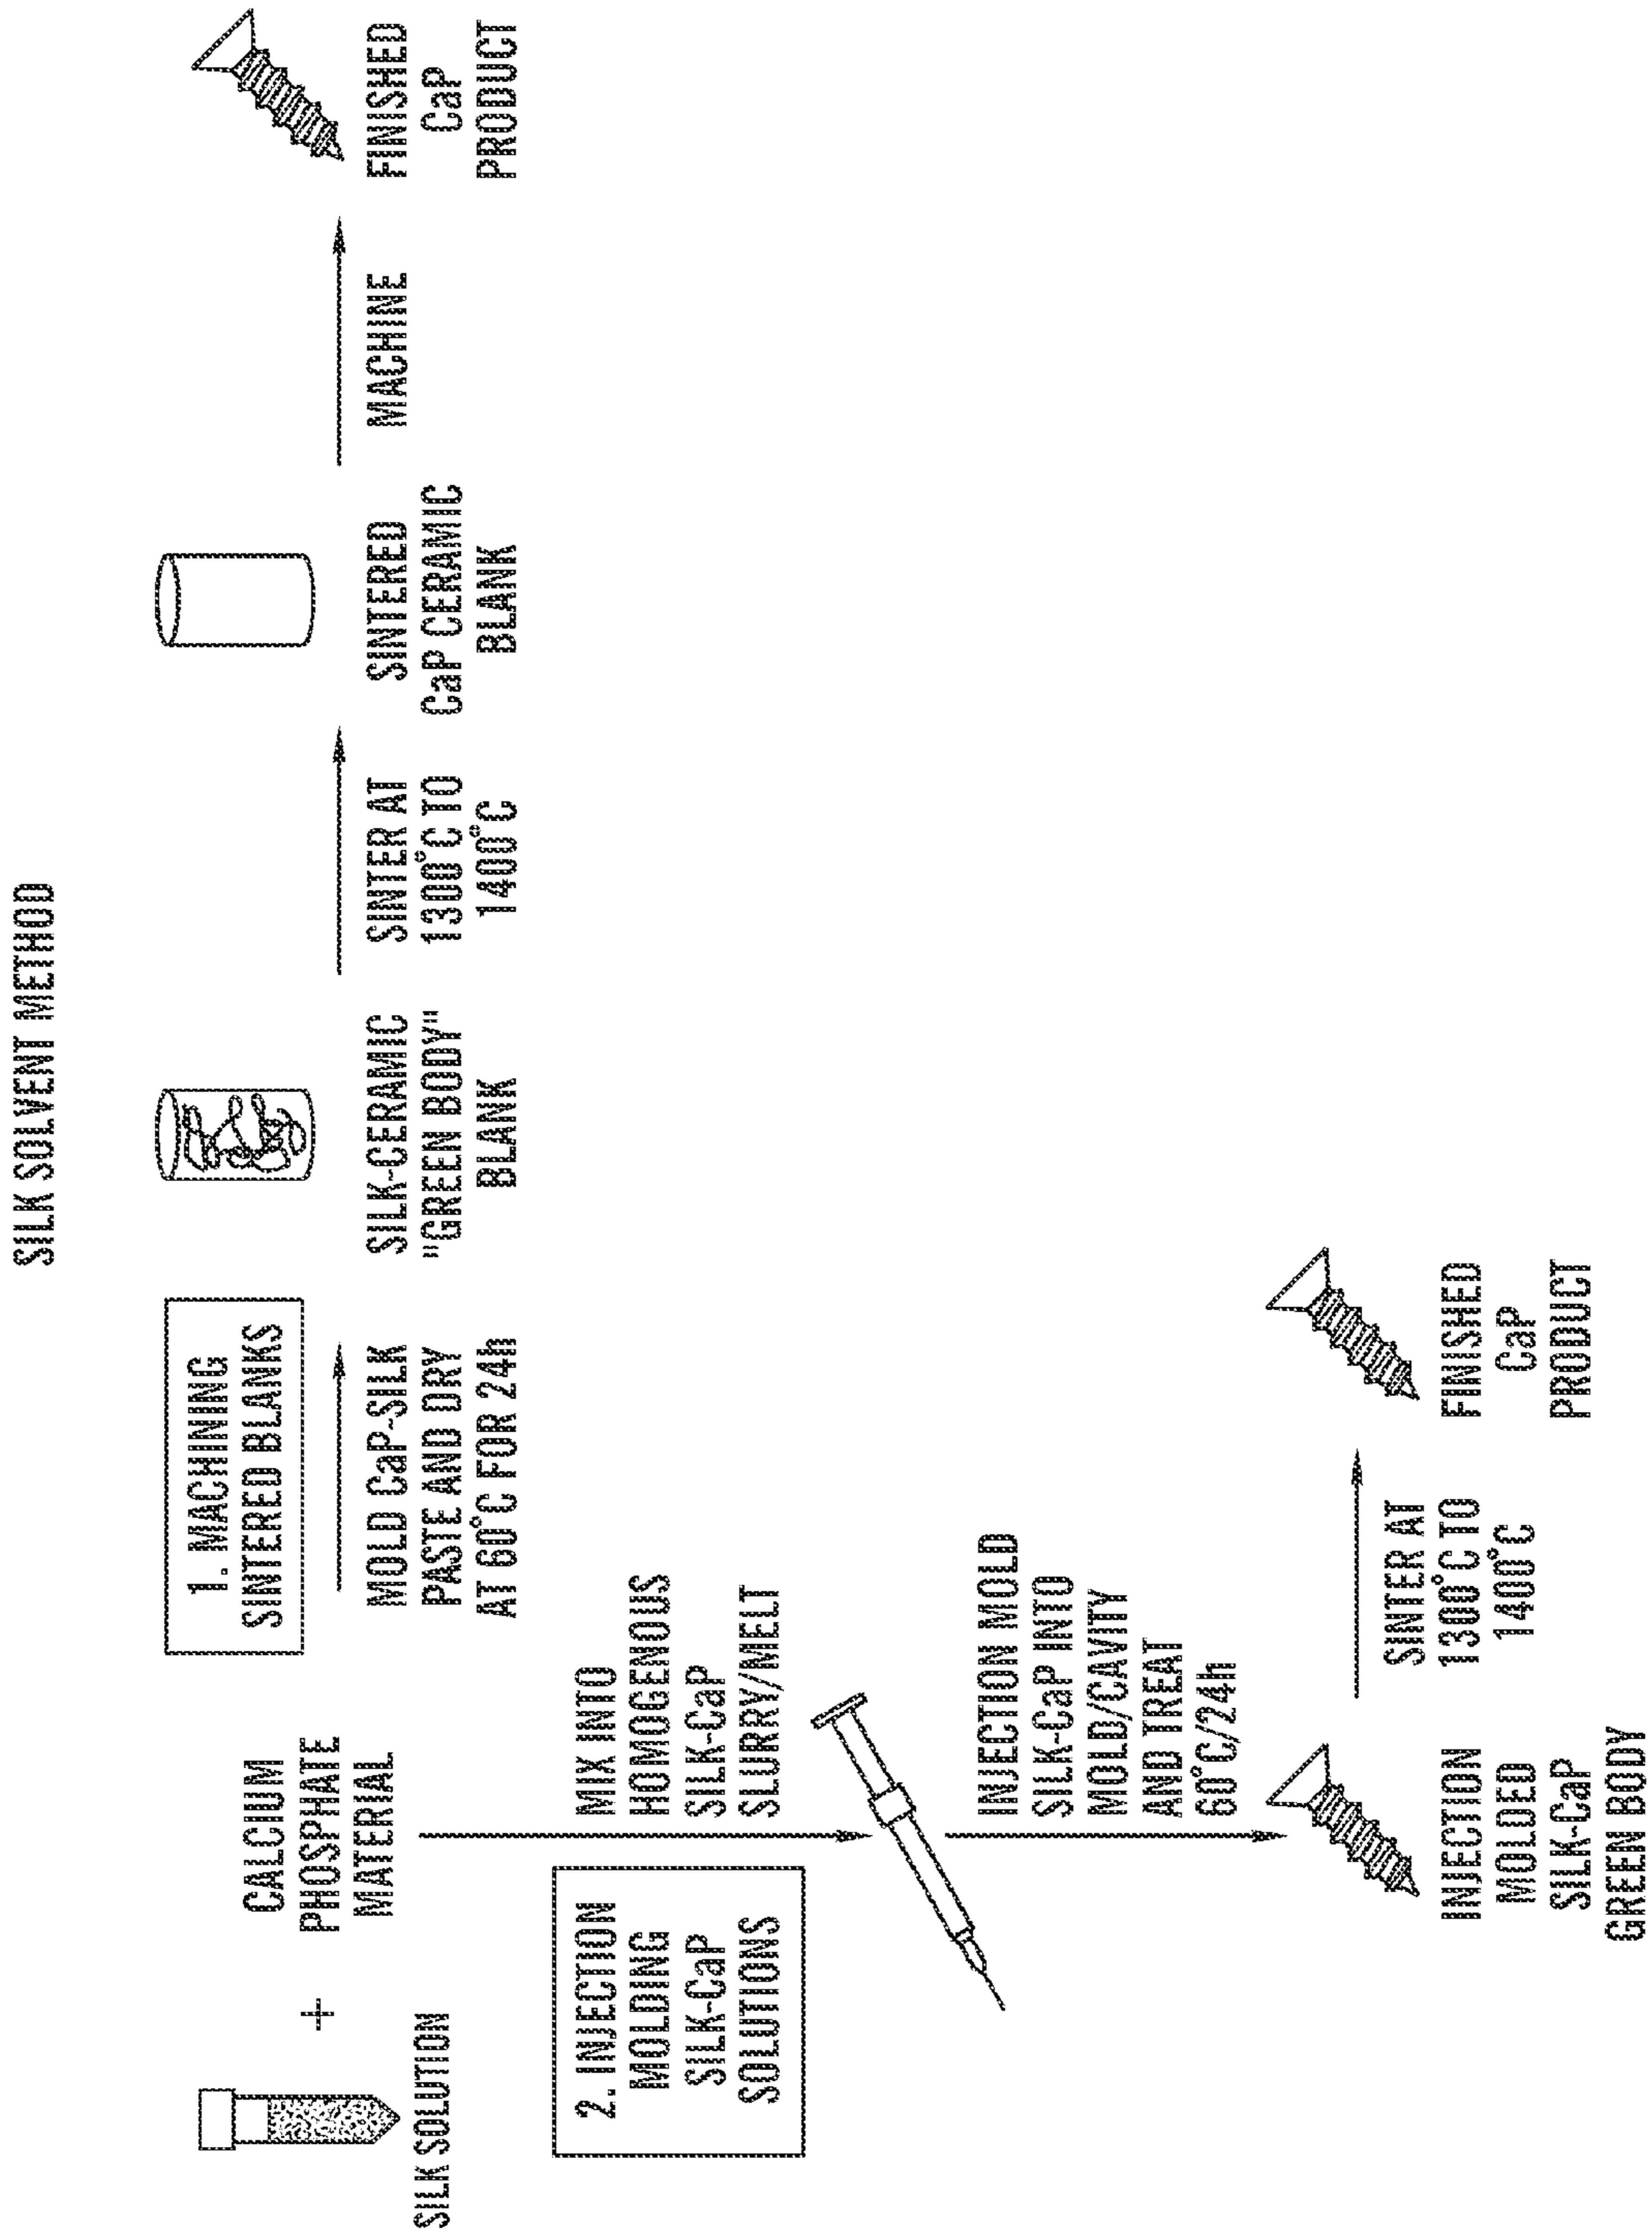 SILK SOLVENT METHOD
SILK SOLUTION
+
CALCIUM
PHOSPHATE
MATERIAL
1. MACHINING
SINTERED BLANKS
MOLD CaP-SILK
PASTE AND DRY
AT 60°C FOR 24h
SILK-CERAMIC
"GREEN BODY"
BLANK
SINTER AT
1300°C TO
1400°C
SINTERED
CaP CERAMIC
BLANK
MACHINE
FINISHED
CaP
PRODUCT
2. INJECTION
MOLDING
SILK-CaP
SOLUTIONS
MIX INTO
HOMOGENOUS
SILK-CaP
SLURRY/MELT
INJECTION MOLD
SILK-CaP INTO
MOLD/CAVITY
AND TREAT
60°C/24h
INJECTION
MOLDED
SILK-CaP
GREEN BODY
SINTER AT
1300°C TO
1400°C
FINISHED
CaP
PRODUCT